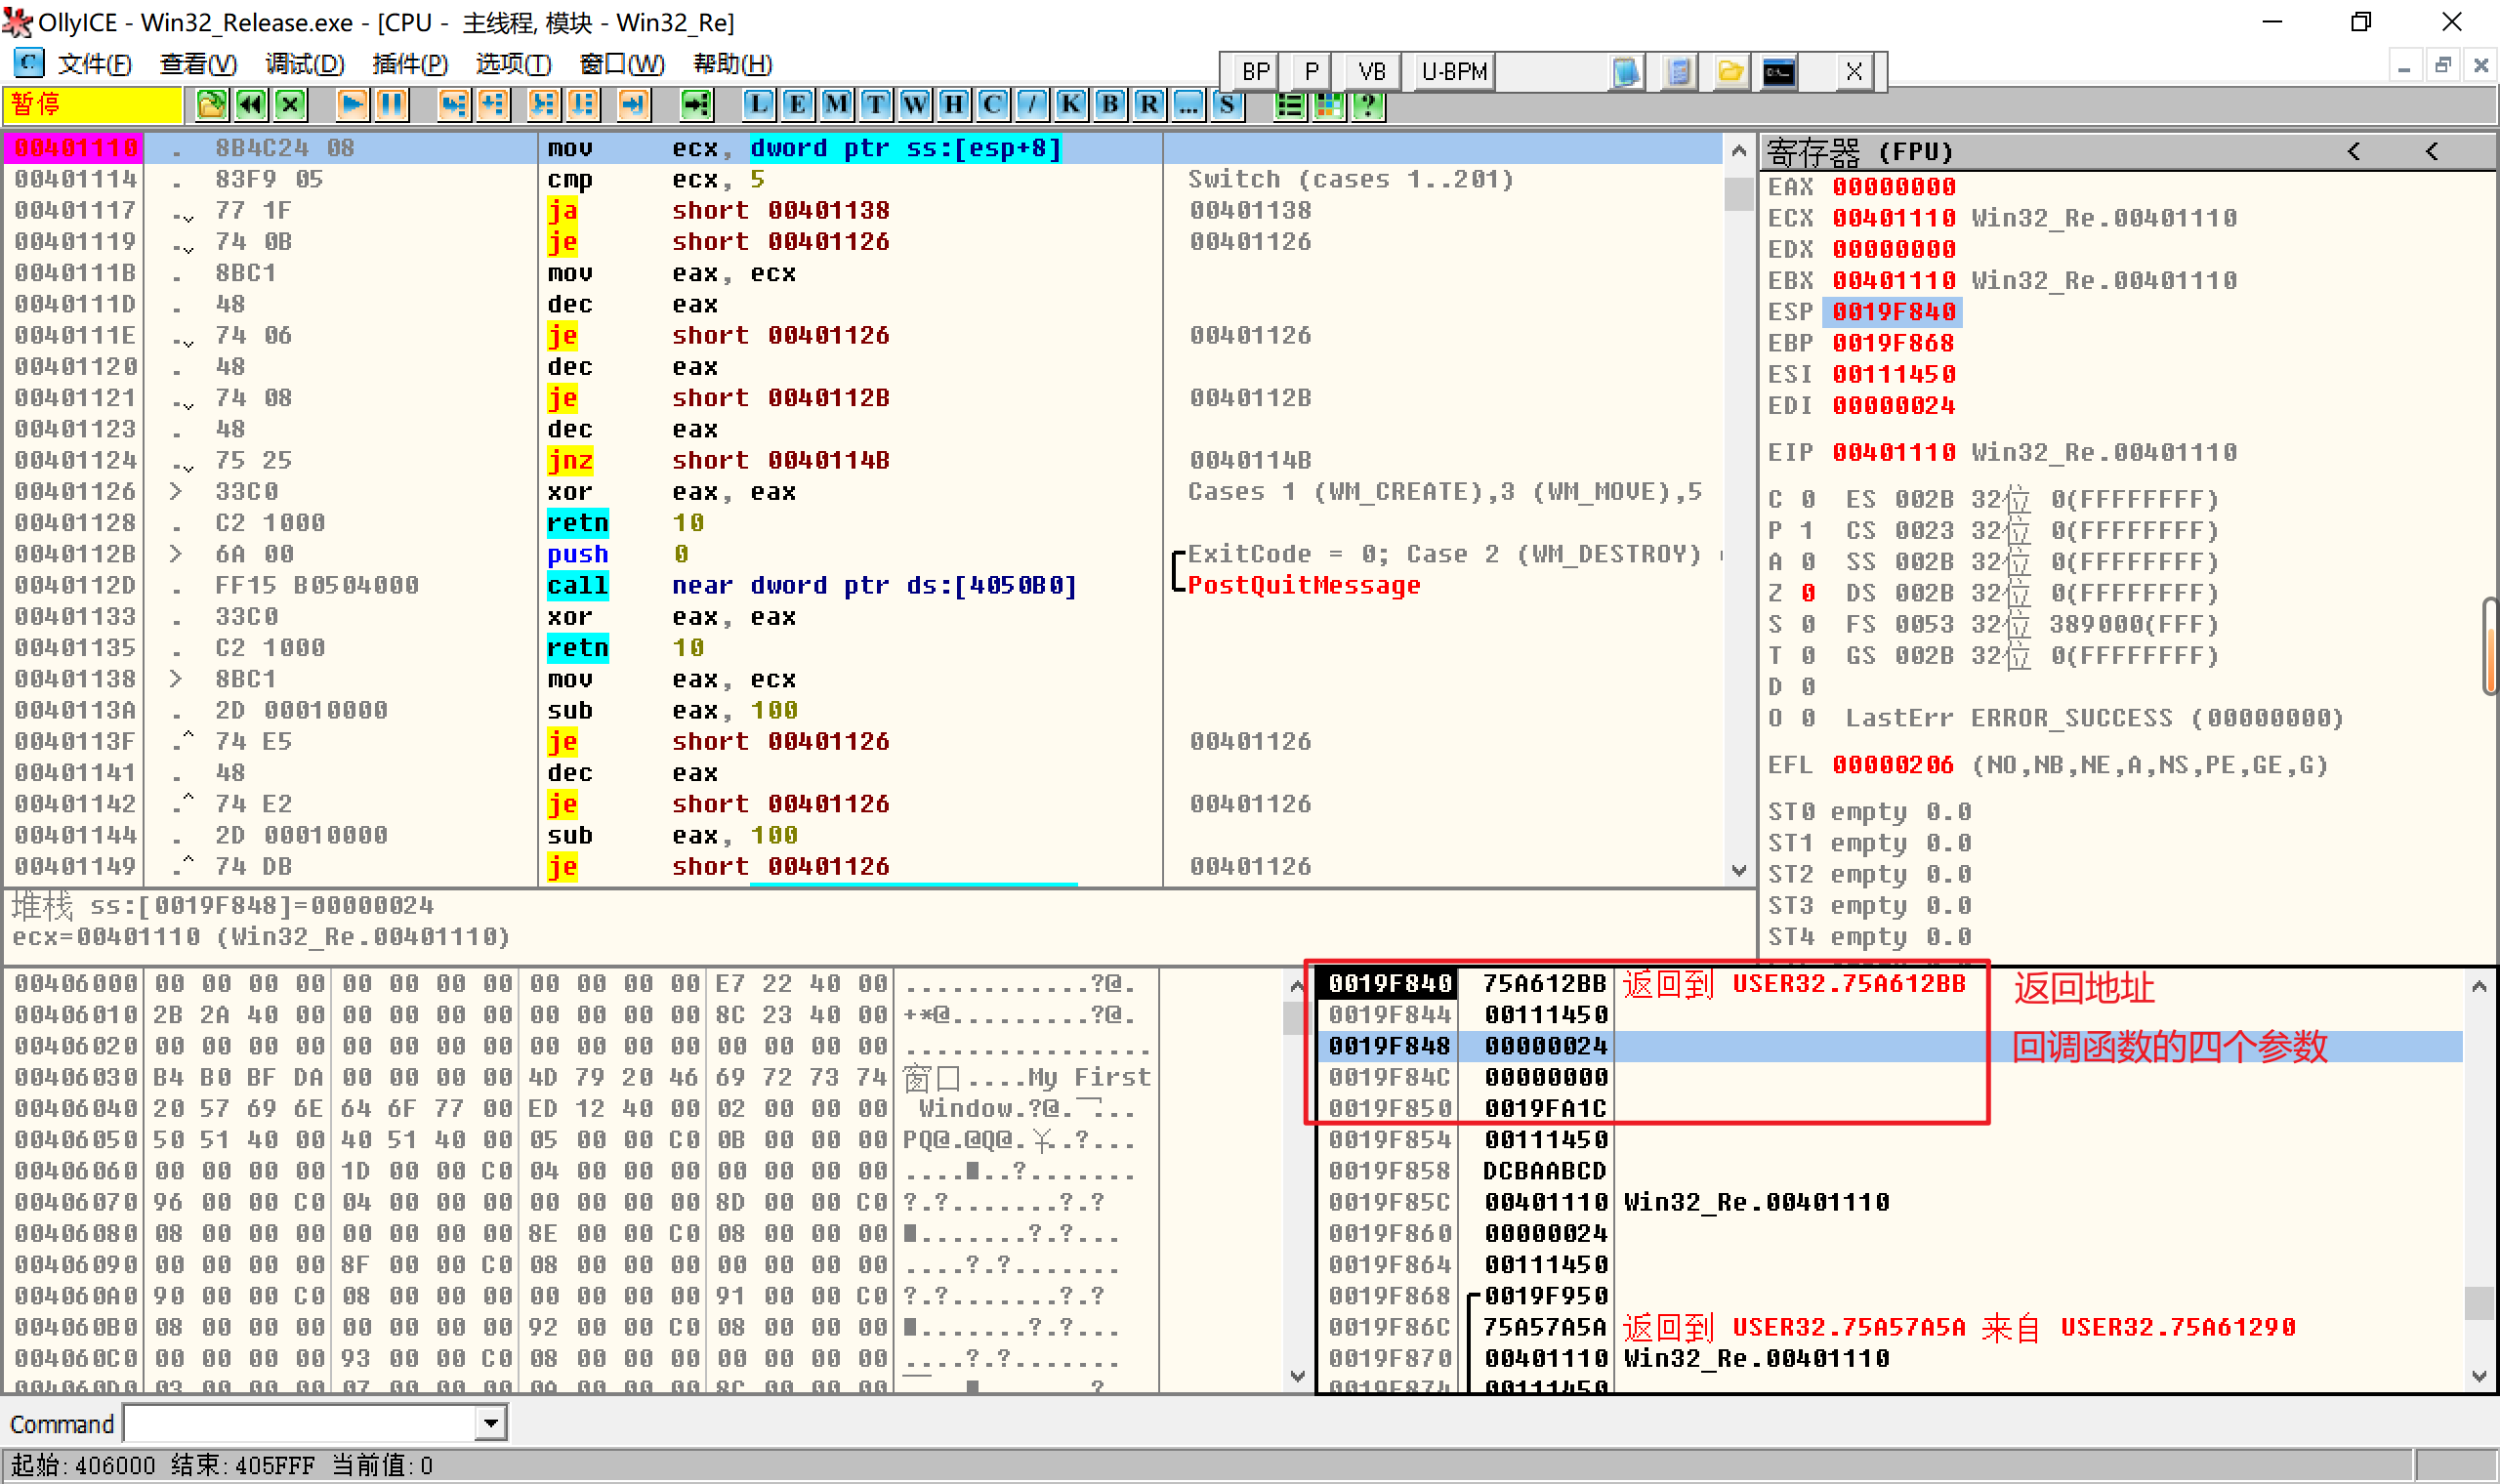 OllyICE - Win32_Release.exe - [CPU - 主线程, 模块 - Win32_Re]
C 文件(F) 查看(V) 调试(D) 插件(P) 选项(T) 窗口(W) 帮助(H)
BP P VB U-BPM X
暂停 L E M T W H C / K B R ... S ?
00401110 . 8B4C24 08 mov ecx, dword ptr ss:[esp+8]
00401114 . 83F9 05 cmp ecx, 5 Switch (cases 1..201)
00401117 . 77 1F ja short 00401138 00401138
00401119 . 74 0B je short 00401126 00401126
0040111B . 8BC1 mov eax, ecx
0040111D . 48 dec eax
0040111E . 74 06 je short 00401126 00401126
00401120 . 48 dec eax
00401121 . 74 08 je short 0040112B 0040112B
00401123 . 48 dec eax
00401124 . 75 25 jnz short 0040114B 0040114B
00401126 > 33C0 xor eax, eax Cases 1 (WM_CREATE),3 (WM_MOVE),5
00401128 . C2 1000 retn 10
0040112B > 6A 00 push 0 ExitCode = 0; Case 2 (WM_DESTROY)
0040112D . FF15 B0504000 call near dword ptr ds:[4050B0] PostQuitMessage
00401133 . 33C0 xor eax, eax
00401135 . C2 1000 retn 10
00401138 > 8BC1 mov eax, ecx
0040113A . 2D 00010000 sub eax, 100
0040113F .^ 74 E5 je short 00401126 00401126
00401141 . 48 dec eax
00401142 .^ 74 E2 je short 00401126 00401126
00401144 . 2D 00010000 sub eax, 100
00401149 .^ 74 DB je short 00401126 00401126
寄存器 (FPU) < <
EAX 00000000
ECX 00401110 Win32_Re.00401110
EDX 00000000
EBX 00401110 Win32_Re.00401110
ESP 0019F840
EBP 0019F868
ESI 00111450
EDI 00000024
EIP 00401110 Win32_Re.00401110
C 0 ES 002B 32位 0(FFFFFFFF)
P 1 CS 0023 32位 0(FFFFFFFF)
A 0 SS 002B 32位 0(FFFFFFFF)
Z 0 DS 002B 32位 0(FFFFFFFF)
S 0 FS 0053 32位 389000(FFF)
T 0 GS 002B 32位 0(FFFFFFFF)
D 0
O 0 LastErr ERROR_SUCCESS (00000000)
EFL 00000206 (NO,NB,NE,A,NS,PE,GE,G)
ST0 empty 0.0
ST1 empty 0.0
ST2 empty 0.0
ST3 empty 0.0
ST4 empty 0.0
堆栈 ss:[0019F848]=00000024
ecx=00401110 (Win32_Re.00401110)
00406000 00 00 00 00 00 00 00 00 00 00 00 00 E7 22 40 00 ............?@.
00406010 2B 2A 40 00 00 00 00 00 00 00 00 00 8C 23 40 00 +*@.........?@.
00406020 00 00 00 00 00 00 00 00 00 00 00 00 00 00 00 00 ................
00406030 B4 B0 BF DA 00 00 00 00 4D 79 20 46 69 72 73 74 窗口....My First
00406040 20 57 69 6E 64 6F 77 00 ED 12 40 00 02 00 00 00 Window.?@.
00406050 50 51 40 00 40 51 40 00 05 00 00 C0 0B 00 00 00 PQ@.@Q@.
00406060 00 00 00 00 1D 00 00 C0 04 00 00 00 00 00 00 00 ....■..?.......
00406070 96 00 00 C0 04 00 00 00 00 00 00 00 8D 00 00 C0 ?.?.......?.?
00406080 08 00 00 00 00 00 00 00 8E 00 00 C0 08 00 00 00 ■.......?.?...
00406090 00 00 00 00 8F 00 00 C0 08 00 00 00 00 00 00 00 ....?.?.......
004060A0 90 00 00 C0 08 00 00 00 00 00 00 00 91 00 00 C0 ?.?.......?.?
004060B0 08 00 00 00 00 00 00 00 92 00 00 C0 08 00 00 00 ■.......?.?...
004060C0 00 00 00 00 93 00 00 C0 08 00 00 00 00 00 00 00 ....?.?.......
004060D0 03 00 00 00 07 00 00 00 0A 00 00 00 8C 00 00 00
0019F840 75A612BB 返回到 USER32.75A612BB 返回地址
0019F844 00111450
0019F848 00000024 回调函数的四个参数
0019F84C 00000000
0019F850 0019FA1C
0019F854 00111450
0019F858 DCBAABCD
0019F85C 00401110 Win32_Re.00401110
0019F860 00000024
0019F864 00111450
0019F868 0019F950
0019F86C 75A57A5A 返回到 USER32.75A57A5A 来自 USER32.75A61290
0019F870 00401110 Win32_Re.00401110
0019F874 00111450
Command
起始: 406000 结束: 405FFF 当前值: 0